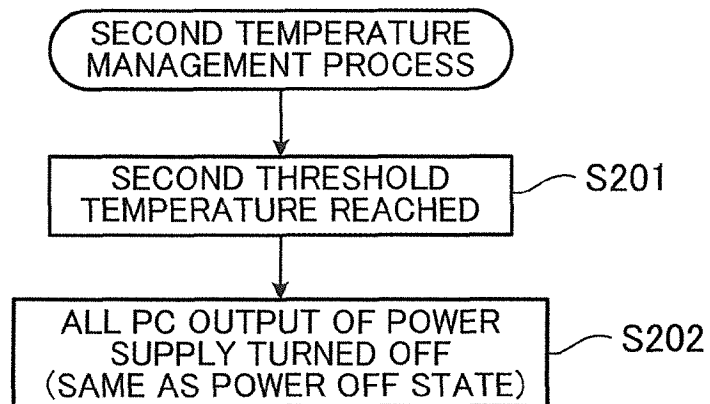 SECOND TEMPERATURE
MANAGEMENT PROCESS
SECOND THRESHOLD
TEMPERATURE REACHED
S201
ALL PC OUTPUT OF POWER
SUPPLY TURNED OFF
(SAME AS POWER OFF STATE)
S202